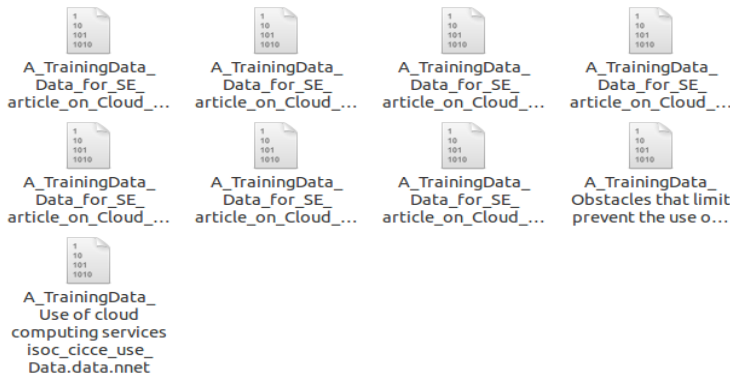 1
10
101
1010
1
10
101
1010
1
10
101
1010
1
10
101
1010
A_TrainingData_
Data_for_SE_
article_on_Cloud_...
A_TrainingData_
Data_for_SE_
article_on_Cloud_...
A_TrainingData_
Data_for_SE_
article_on_Cloud_...
A_TrainingData_
Data_for_SE_
article_on_Cloud_...
1
10
101
1010
1
10
101
1010
1
10
101
1010
1
10
101
1010
A_TrainingData_
Data_for_SE_
article_on_Cloud_...
A_TrainingData_
Data_for_SE_
article_on_Cloud_...
A_TrainingData_
Data_for_SE_
article_on_Cloud_...
A_TrainingData_
Obstacles that limit
prevent the use o...
1
10
101
1010
A_TrainingData_
Use of cloud
computing services
isoc_cicce_use_
Data.data.nnet